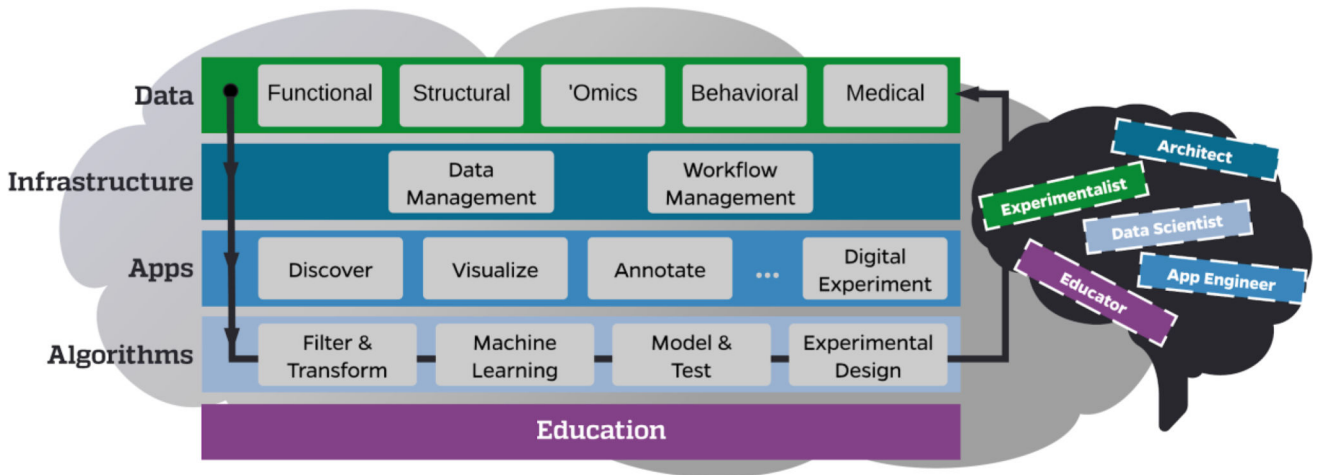 Data
Functional
Structural
'Omics
Behavioral
Medical
Infrastructure
Data
Management
Workflow
Management
Apps
Discover
Visualize
Annotate
...
Digital
Experiment
Algorithms
Filter &
Transform
Machine
Learning
Model &
Test
Experimental
Design
Education
Architect
Experimentalist
Data Scientist
App Engineer
Educator